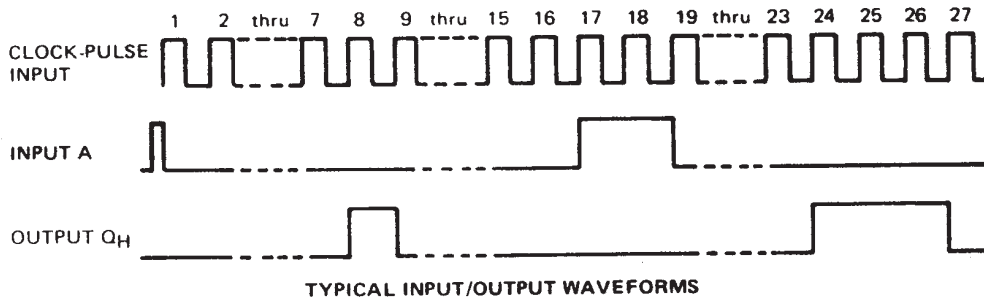 1 2 thru 7 8 9 thru 15 16 17 18 19 thru 23 24 25 26 27
CLOCK-PULSE
INPUT
INPUT A
OUTPUT QH
TYPICAL INPUT/OUTPUT WAVEFORMS